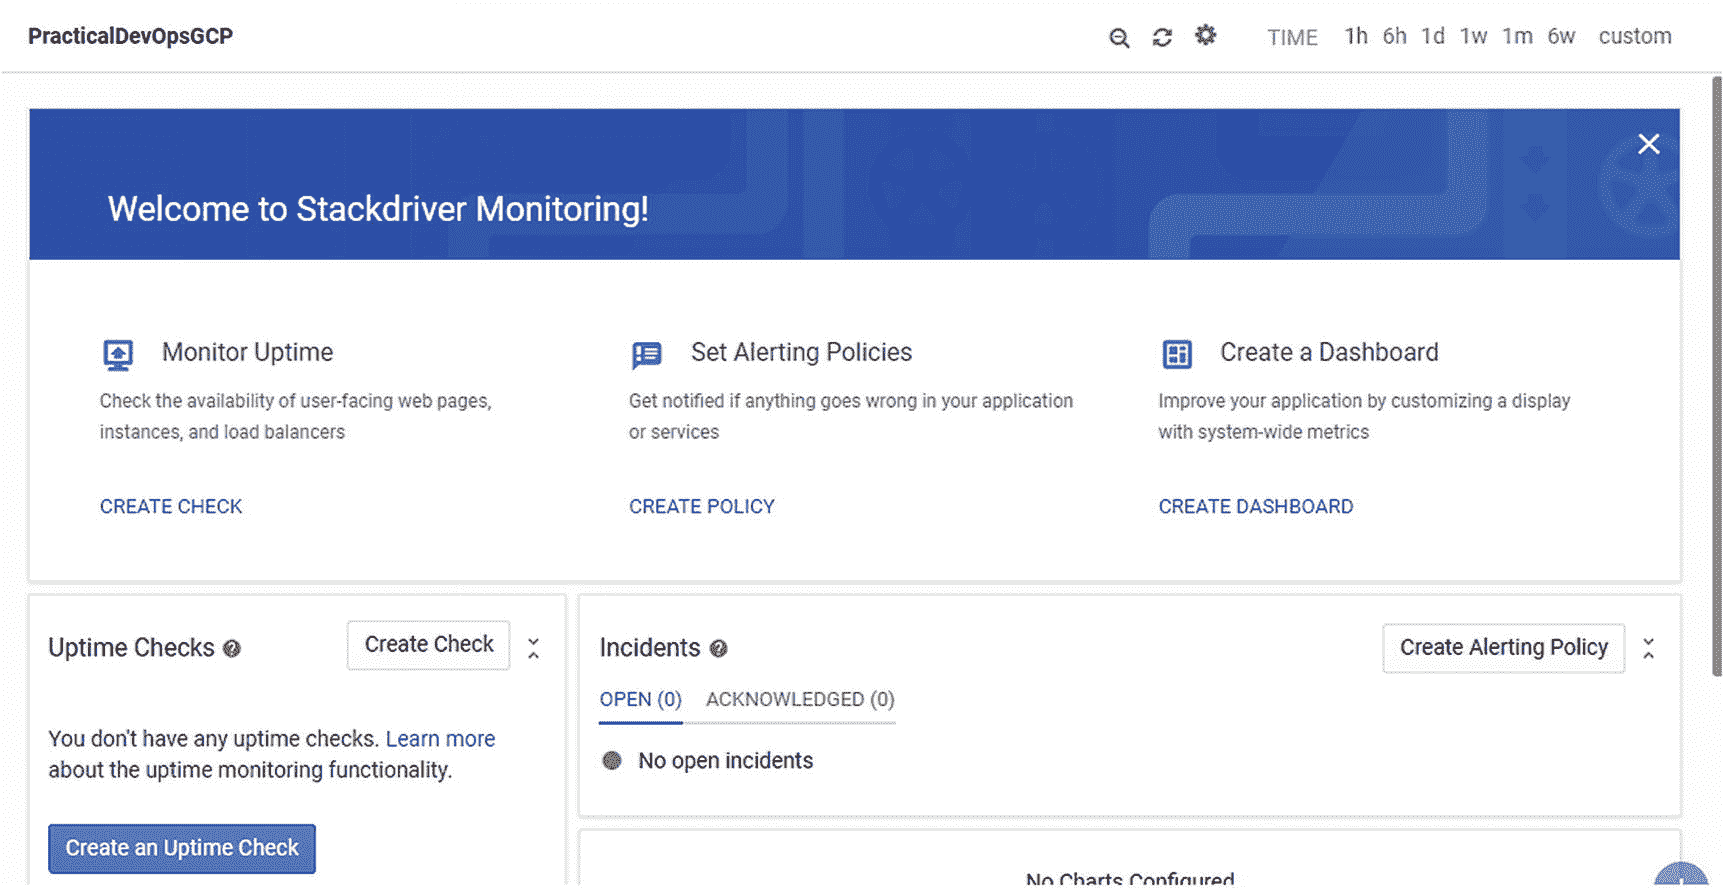 PracticalDevOpsGCP
TIME 1h 6h 1d 1w 1m 6w custom
Welcome to Stackdriver Monitoring!
Monitor Uptime
Check the availability of user-facing web pages,
instances, and load balancers
CREATE CHECK
Set Alerting Policies
Get notified if anything goes wrong in your application
or services
CREATE POLICY
Create a Dashboard
Improve your application by customizing a display
with system-wide metrics
CREATE DASHBOARD
Uptime Checks
Create Check
You don't have any uptime checks. Learn more
about the uptime monitoring functionality.
Create an Uptime Check
Incidents
Create Alerting Policy
OPEN (0) ACKNOWLEDGED (0)
No open incidents
No Charts Configured